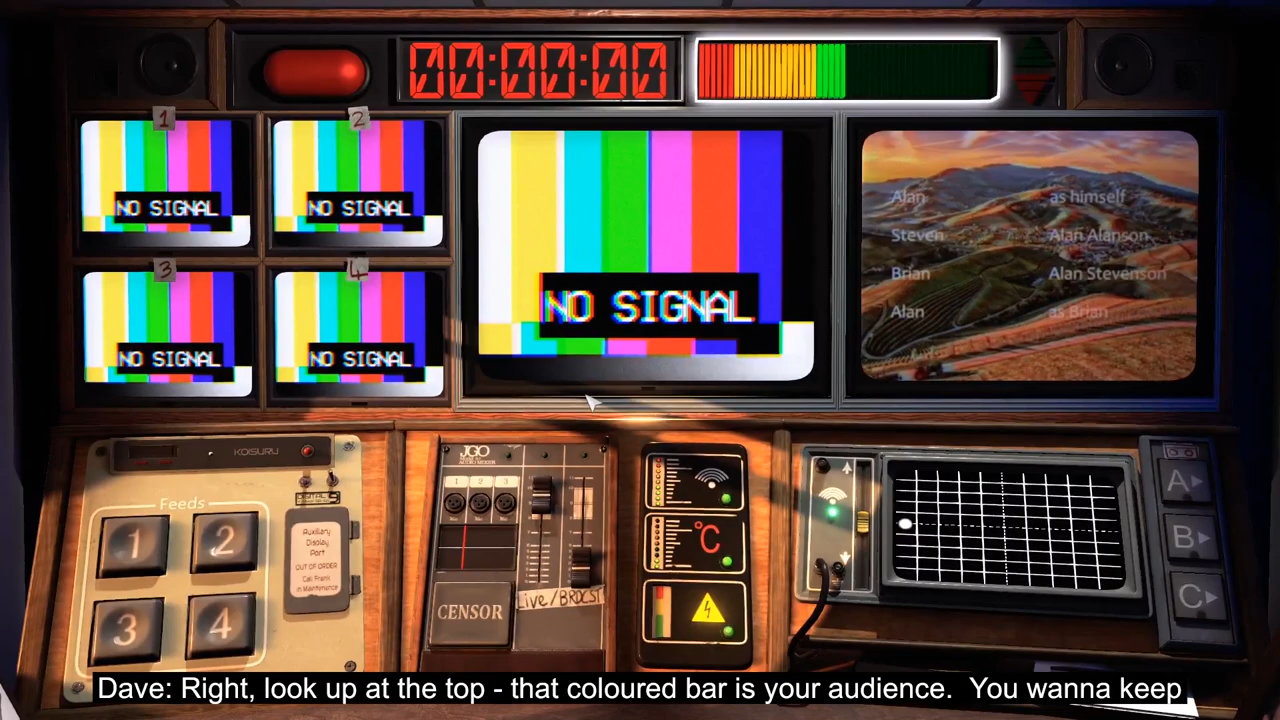 00:00:00
1
2
NO SIGNAL
NO SIGNAL
3
4
NO SIGNAL
NO SIGNAL
NO SIGNAL
Alan as himself
Steven Alan Alanson
Brian Alan Stevenson
Alan as Brian
KOISURU
Feeds
1
2
3
4
Auxiliary
Display
Port
OUT OF ORDER
Call Frank
in Maintenance
JGO
AUDIO MIXER
1 2 3
CENSOR
Live/BRDCST
°C
A
B
C
Dave: Right, look up at the top - that coloured bar is your audience. You wanna keep